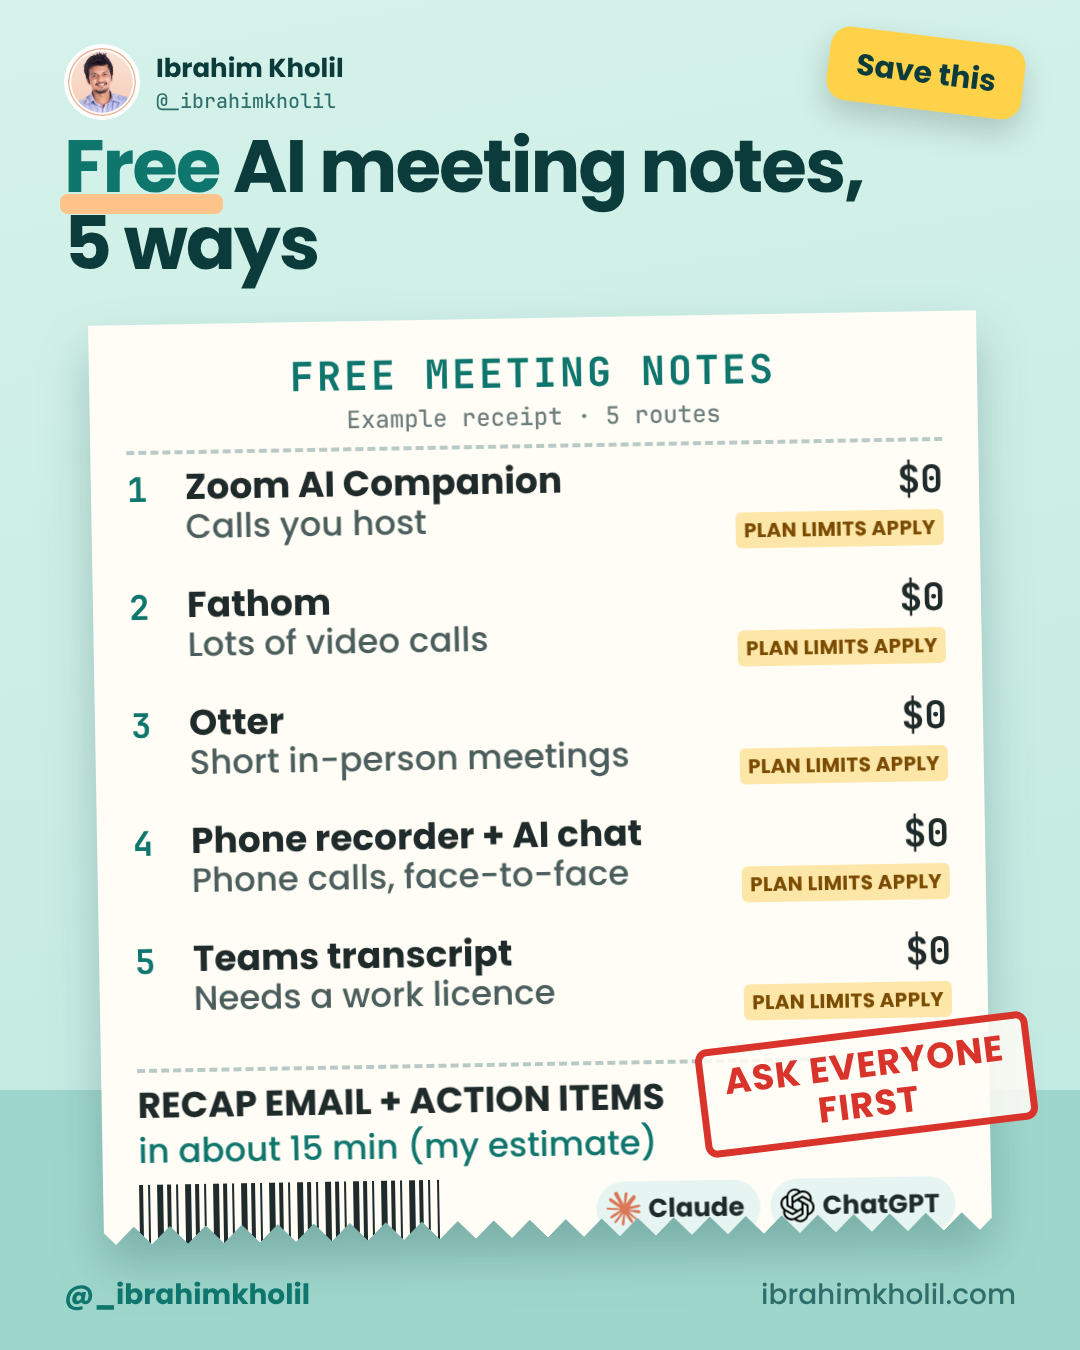 Ibrahim Kholil
@_ibrahimkholil
Save this
Free AI meeting notes,
5 ways
FREE MEETING NOTES
Example receipt · 5 routes
1 Zoom AI Companion $0
Calls you host PLAN LIMITS APPLY
2 Fathom $0
Lots of video calls PLAN LIMITS APPLY
3 Otter $0
Short in-person meetings PLAN LIMITS APPLY
4 Phone recorder + AI chat $0
Phone calls, face-to-face PLAN LIMITS APPLY
5 Teams transcript $0
Needs a work licence PLAN LIMITS APPLY
ASK EVERYONE
FIRST
RECAP EMAIL + ACTION ITEMS
in about 15 min (my estimate)
Claude ChatGPT
@_ibrahimkholil ibrahimkholil.com